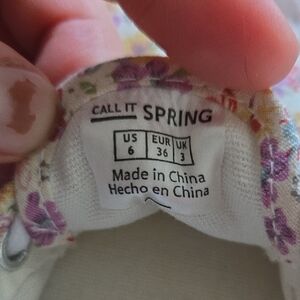 CALL IT SPRING
US EUR UK
6 36 3
Made in China
Hecho en China